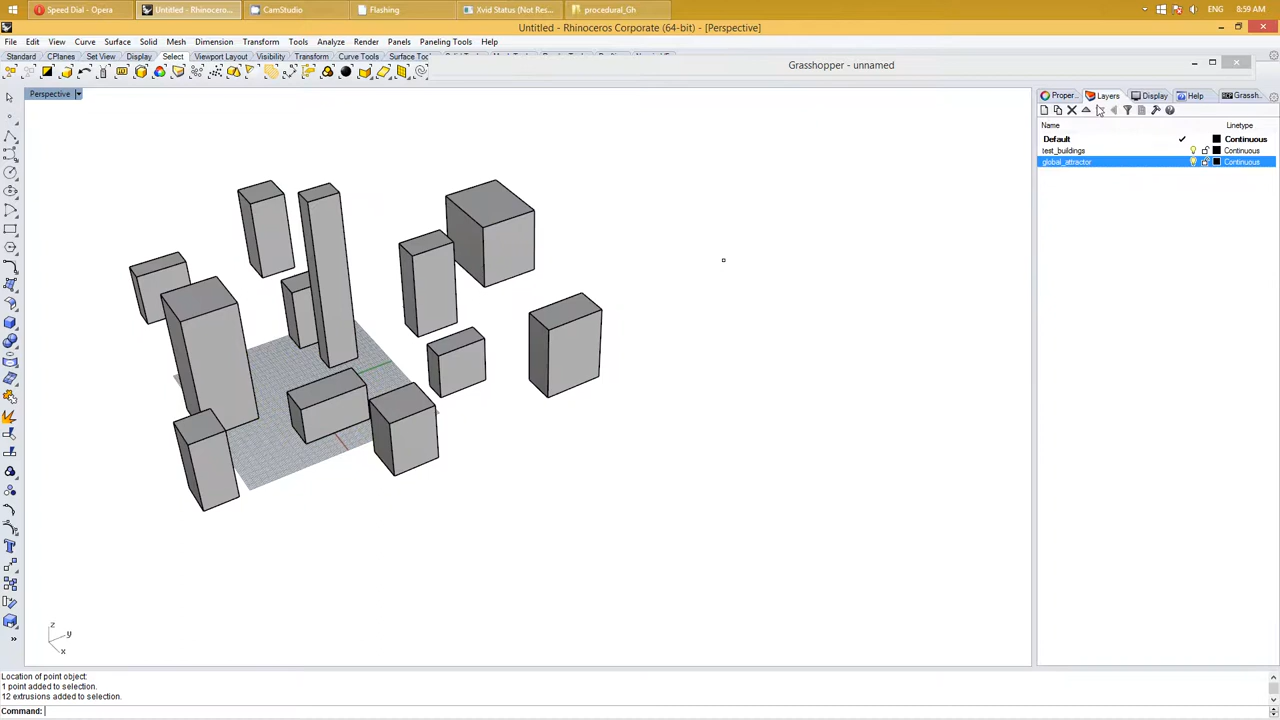 Speed Dial - Opera
Untitled - Rhinocero...
CamStudio
Flashing
Xvid Status (Not Res...
procedural_Gh
ENG
8:59 AM
Untitled - Rhinoceros Corporate (64-bit) - [Perspective]
File Edit View Curve Surface Solid Mesh Dimension Transform Tools Analyze Render Panels Paneling Tools Help
Standard CPlanes Set View Display Select Viewport Layout Visibility Transform Curve Tools Surface Too
Grasshopper - unnamed
Perspective
Proper... Layers Display Help Grassh...
Name Linetype
Default Continuous
test_buildings Continuous
global_attractor Continuous
z
y
x
Location of point object:
1 point added to selection.
12 extrusions added to selection.
Command: